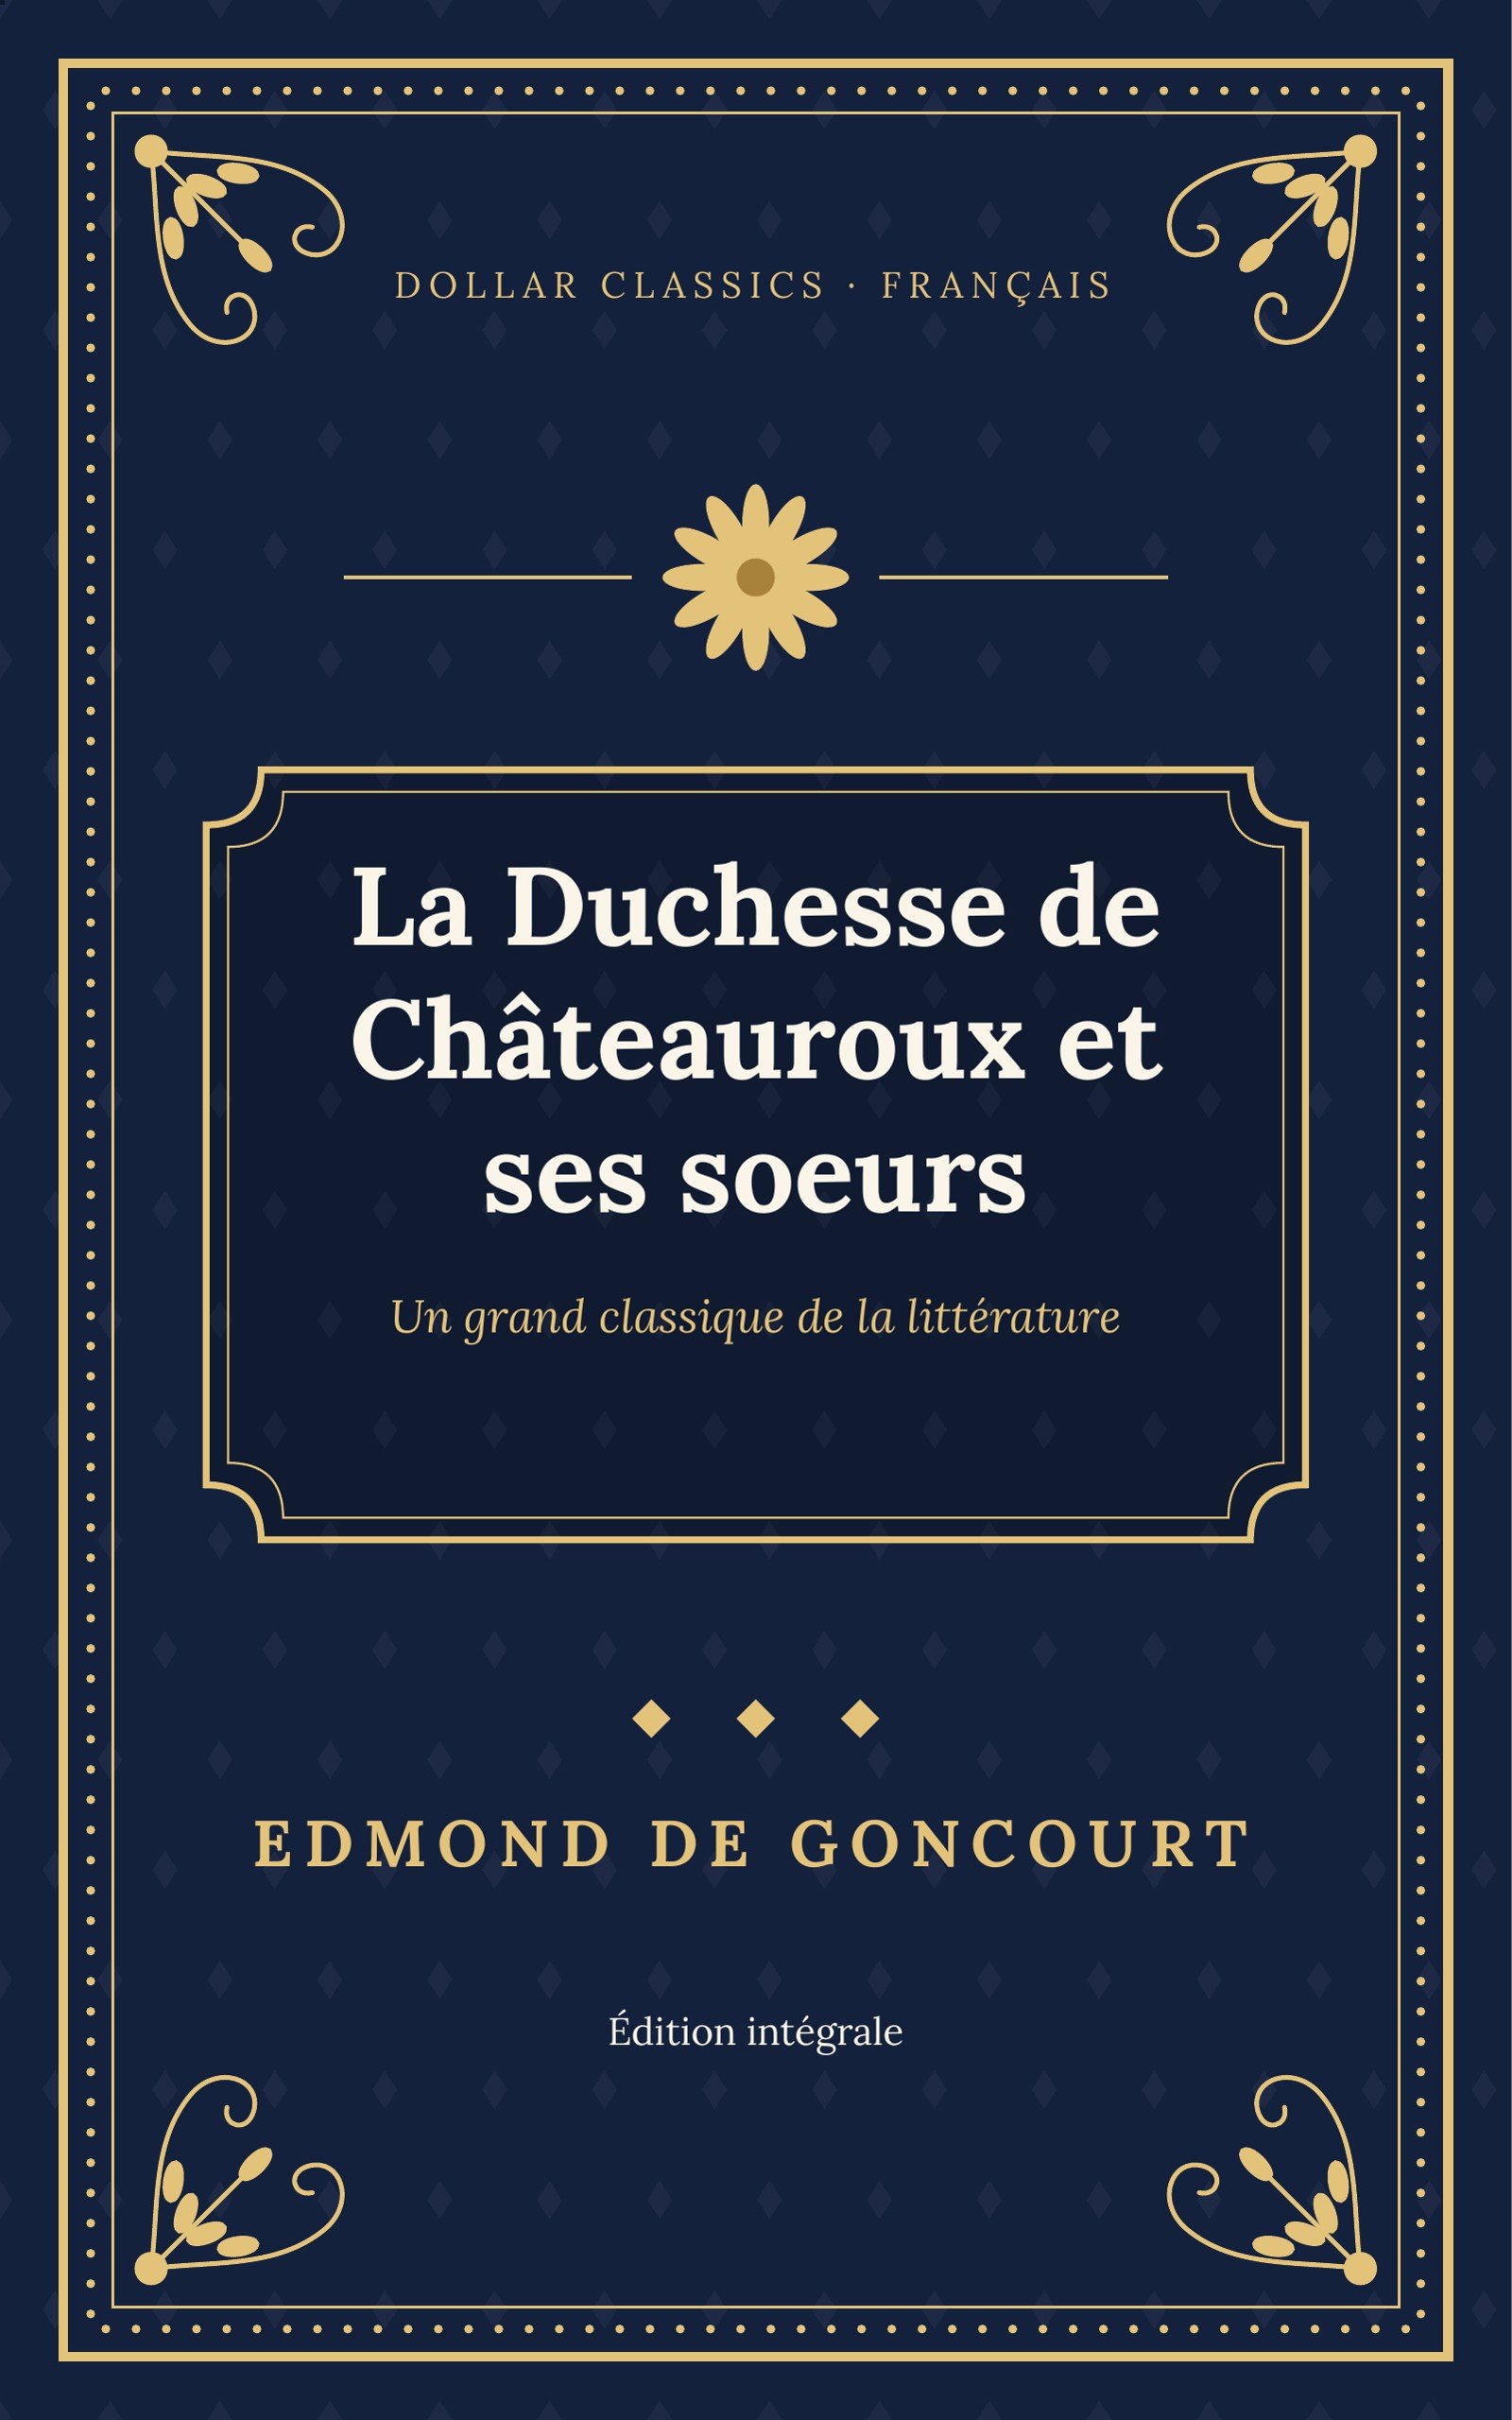 DOLLAR CLASSICS · FRANÇAIS
La Duchesse de
Châteauroux et
ses soeurs
Un grand classique de la littérature
EDMOND DE GONCOURT
Édition intégrale